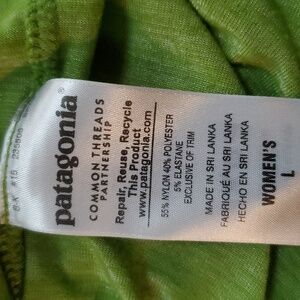 patagonia®
COMMON THREADS
PARTNERSHIP
Repair, Reuse, Recycle
This Product
www.patagonia.com
55% NYLON 40% POLYESTER
5% ELASTANE
EXCLUSIVE OF TRIM
MADE IN SRI LANKA
FABRIQUÉ AU SRI LANKA
HECHO EN SRI LANKA
WOMEN'S
L